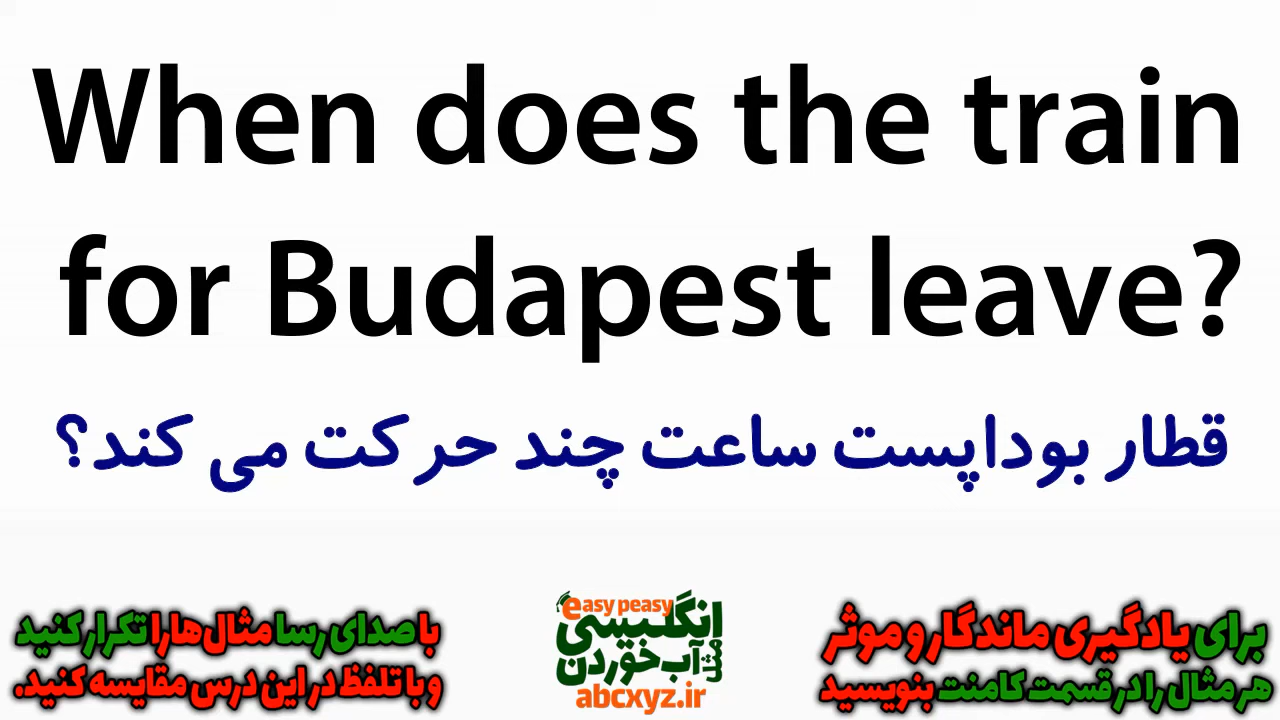 When does the train
for Budapest leave?
قطار بوداپست ساعت چند حرکت می کند؟
برای یادگیری ماندگار و موثر
هر مثال را در قسمت کامنت بنویسید
easy peasy
انگلیسی
مثل آب خوردن
abcxyz.ir
با صدای رسا مثال‌ها را تکرار کنید
و با تلفظ در این درس مقایسه کنید.